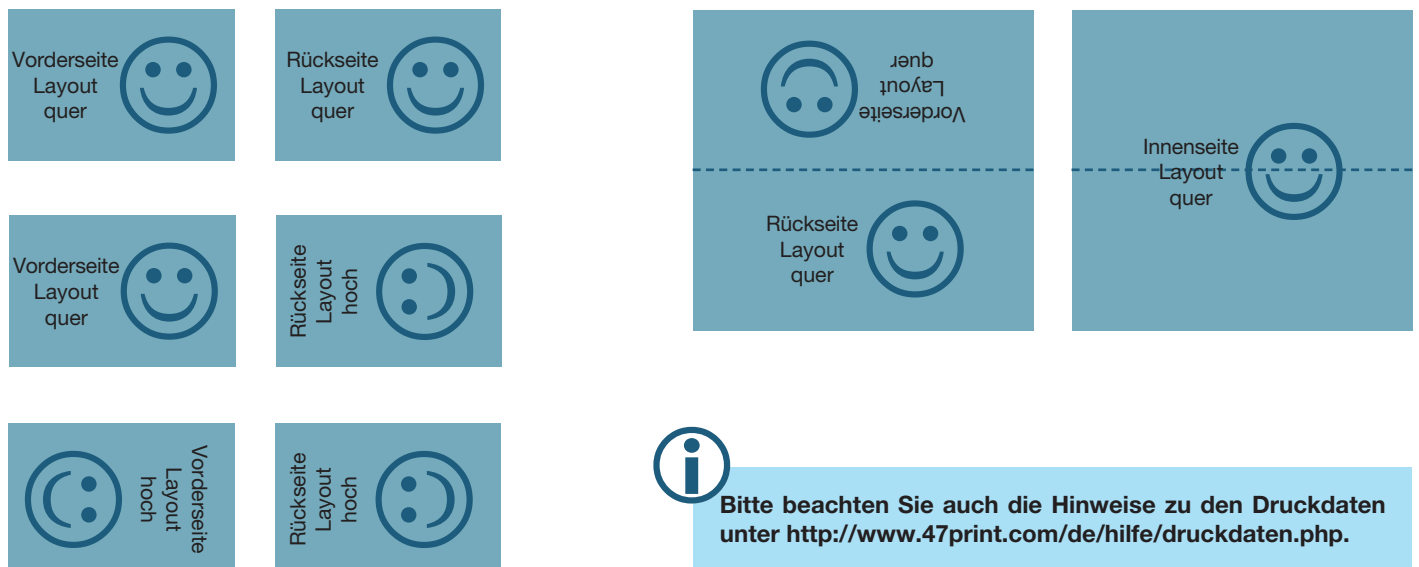 Vorderseite
Layout
quer
Rückseite
Layout
quer
Vorderseite
Layout
quer
Rückseite
Layout
hoch
Vorderseite
Layout
hoch
Rückseite
Layout
hoch
Vorderseite
Layout
quer
Rückseite
Layout
quer
Innenseite
Layout
quer
i
Bitte beachten Sie auch die Hinweise zu den Druckdaten
unter http://www.47print.com/de/hilfe/druckdaten.php.